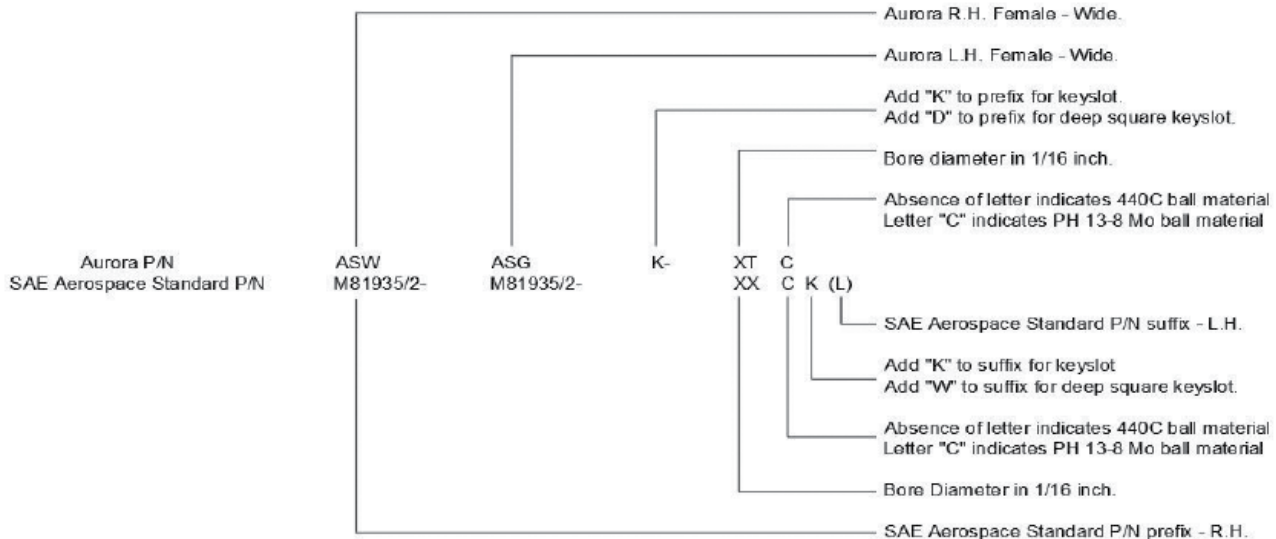 Aurora R.H. Female - Wide.
Aurora L.H. Female - Wide.
Add "K" to prefix for keyslot.
Add "D" to prefix for deep square keyslot.
Bore diameter in 1/16 inch.
Absence of letter indicates 440C ball material
Letter "C" indicates PH 13-8 Mo ball material
Aurora P/N ASW ASG K- XT C
SAE Aerospace Standard P/N M81935/2- M81935/2- XX C K (L)
SAE Aerospace Standard P/N suffix - L.H.
Add "K" to suffix for keyslot
Add "W" to suffix for deep square keyslot.
Absence of letter indicates 440C ball material
Letter "C" indicates PH 13-8 Mo ball material
Bore Diameter in 1/16 inch.
SAE Aerospace Standard P/N prefix - R.H.